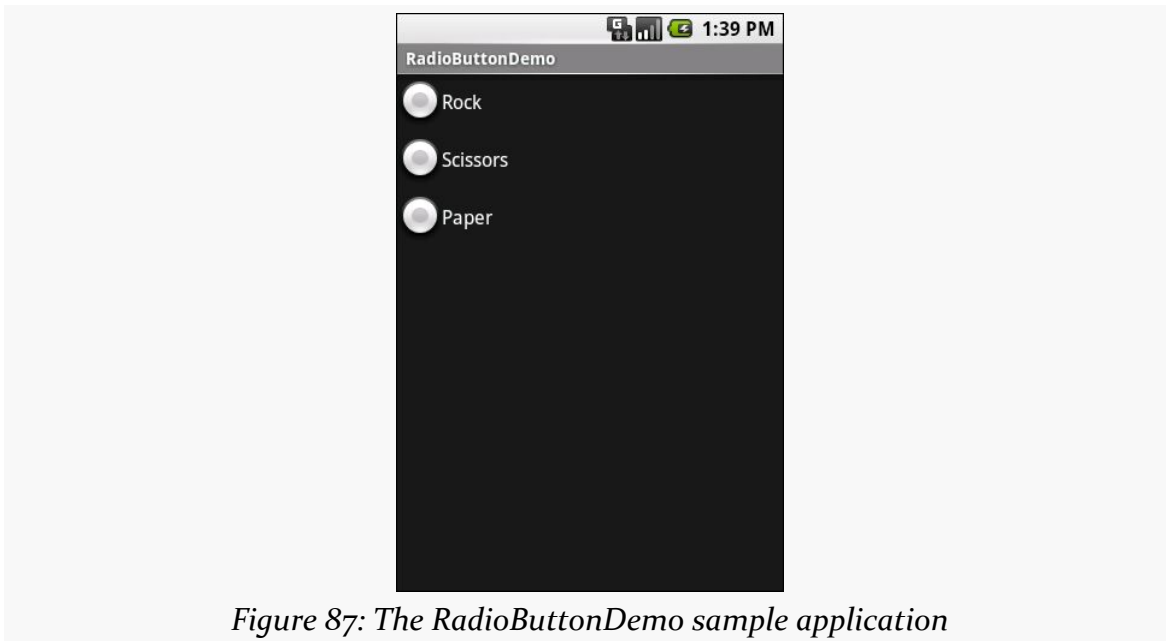 G 1:39 PM
RadioButtonDemo
Rock
Scissors
Paper
Figure 87: The RadioButtonDemo sample application